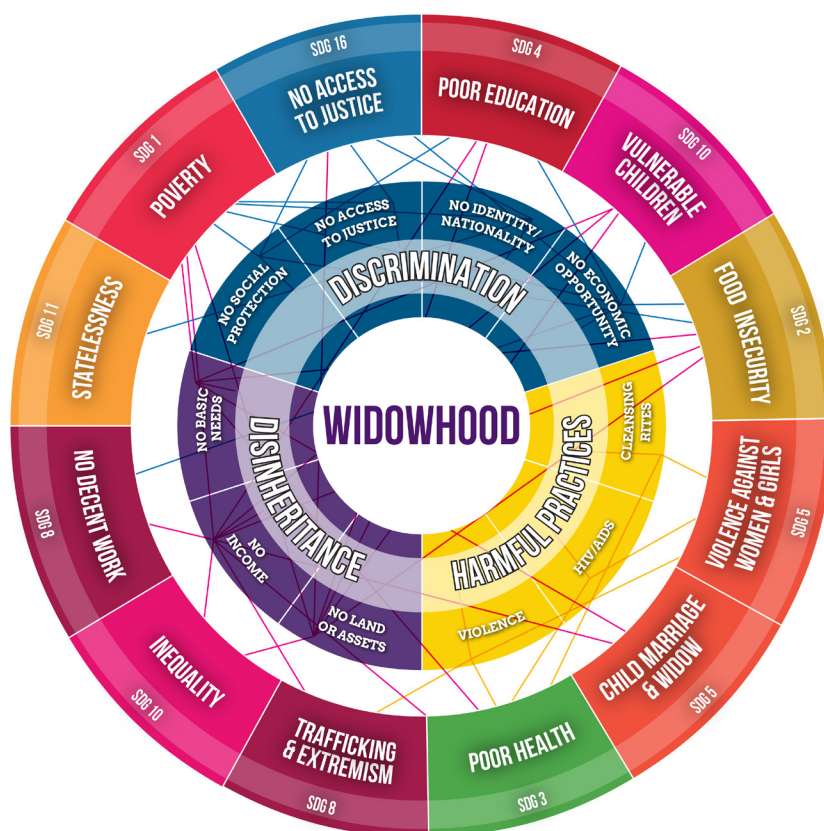 SDG 16
NO ACCESS
TO JUSTICE
SDG 4
POOR EDUCATION
SDG 10
VULNERABLE
CHILDREN
SDG 2
FOOD INSECURITY
SDG 5
VIOLENCE AGAINST
WOMEN & GIRLS
SDG 5
CHILD MARRIAGE
& WIDOW
SDG 3
POOR HEALTH
SDG 8
TRAFFICKING
& EXTREMISM
SDG 10
INEQUALITY
SDG 8
NO DECENT WORK
SDG 11
STATELESSNESS
SDG 1
POVERTY
NO SOCIAL
PROTECTION
NO ACCESS
TO JUSTICE
NO IDENTITY/
NATIONALITY
NO ECONOMIC
OPPORTUNITY
DISCRIMINATION
CLEANSING
RITES
HIV/AIDS
VIOLENCE
HARMFUL PRACTICES
NO LAND
OR ASSETS
NO
INCOME
NO BASIC
NEEDS
DISINHERITANCE
WIDOWHOOD